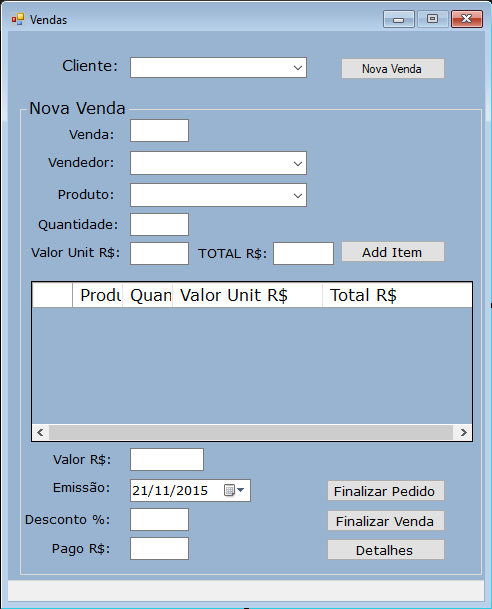 Vendas
Cliente:
Nova Venda
Nova Venda
Venda:
Vendedor:
Produto:
Quantidade:
Valor Unit R$: TOTAL R$: Add Item
Produ Quan Valor Unit R$ Total R$
Valor R$:
Emissão: 21/11/2015 Finalizar Pedido
Desconto %: Finalizar Venda
Pago R$: Detalhes